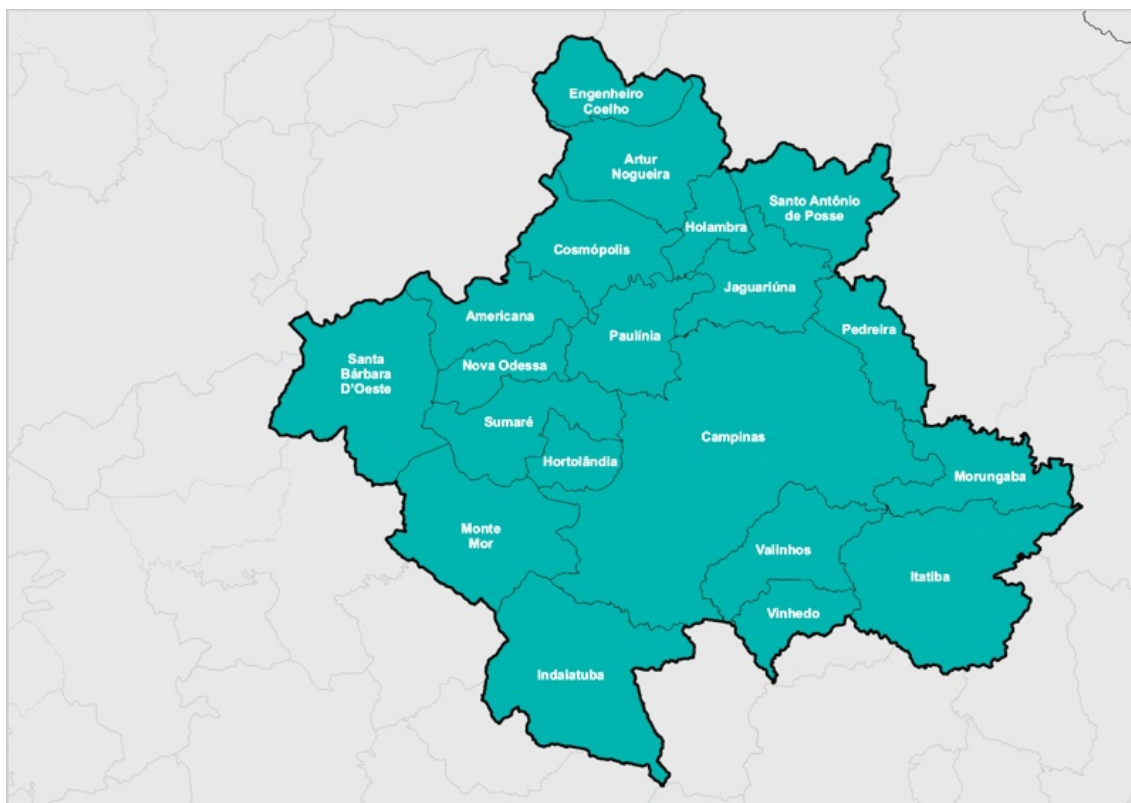 Engenheiro
Coelho
Artur
Nogueira
Santo Antônio
de Posse
Holambra
Cosmópolis
Jaguariúna
Americana
Pedreira
Paulínia
Santa
Bárbara
D'Oeste
Nova Odessa
Sumaré
Campinas
Hortolândia
Morungaba
Monte
Mor
Valinhos
Itatiba
Vinhedo
Indaiatuba